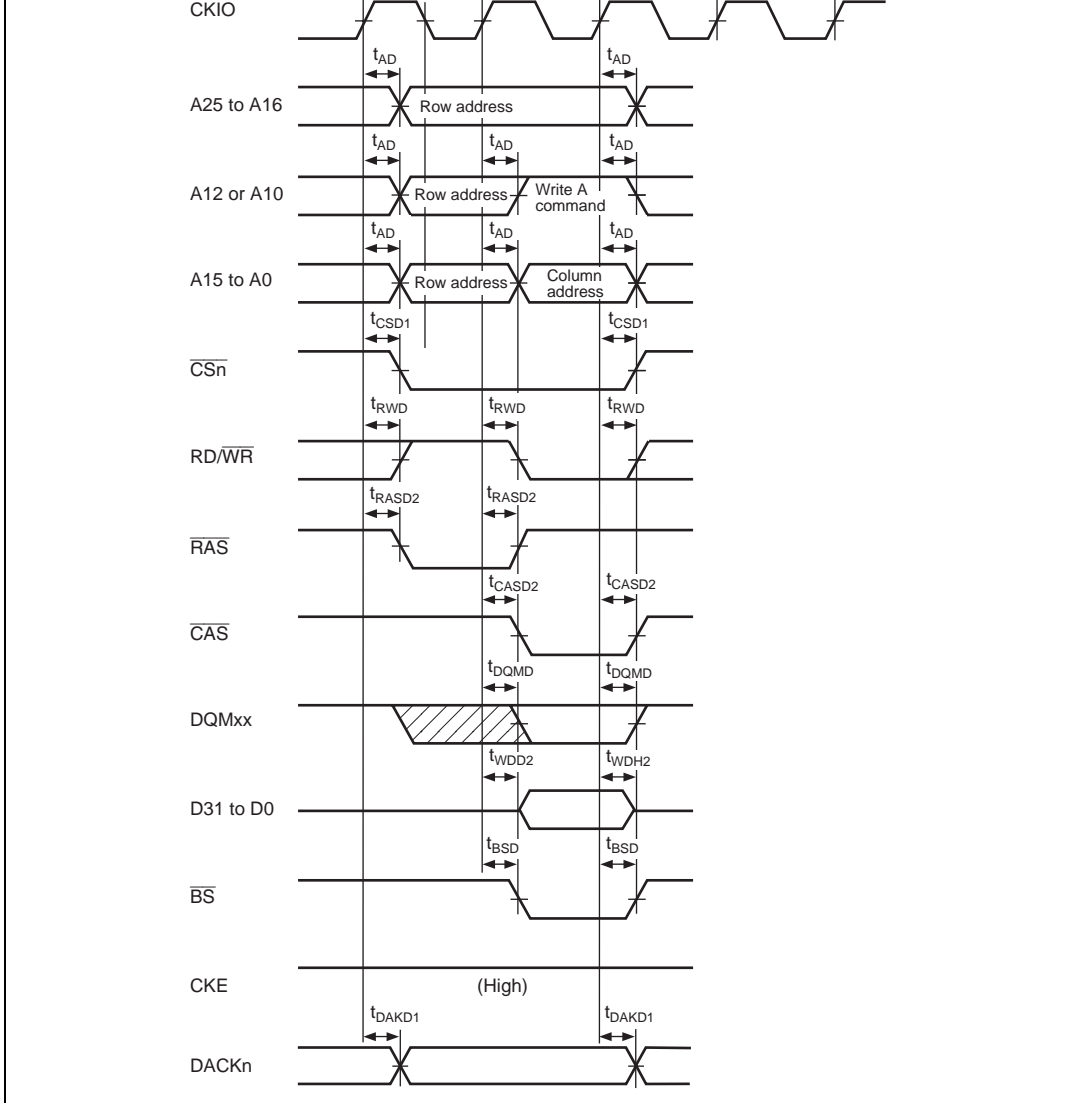 CKIO
tAD tAD
A25 to A16 Row address
tAD tAD tAD
A12 or A10 Row address Write A
command
tAD tAD tAD
A15 to A0 Row address Column
address
tCSD1 tCSD1
CSn
tRWD tRWD tRWD
RD/WR
tRASD2 tRASD2
RAS
tCASD2 tCASD2
CAS
tDQMD tDQMD
DQMxx
tWDD2 tWDH2
D31 to D0
tBSD tBSD
BS
CKE (High)
tDAKD1 tDAKD1
DACKn